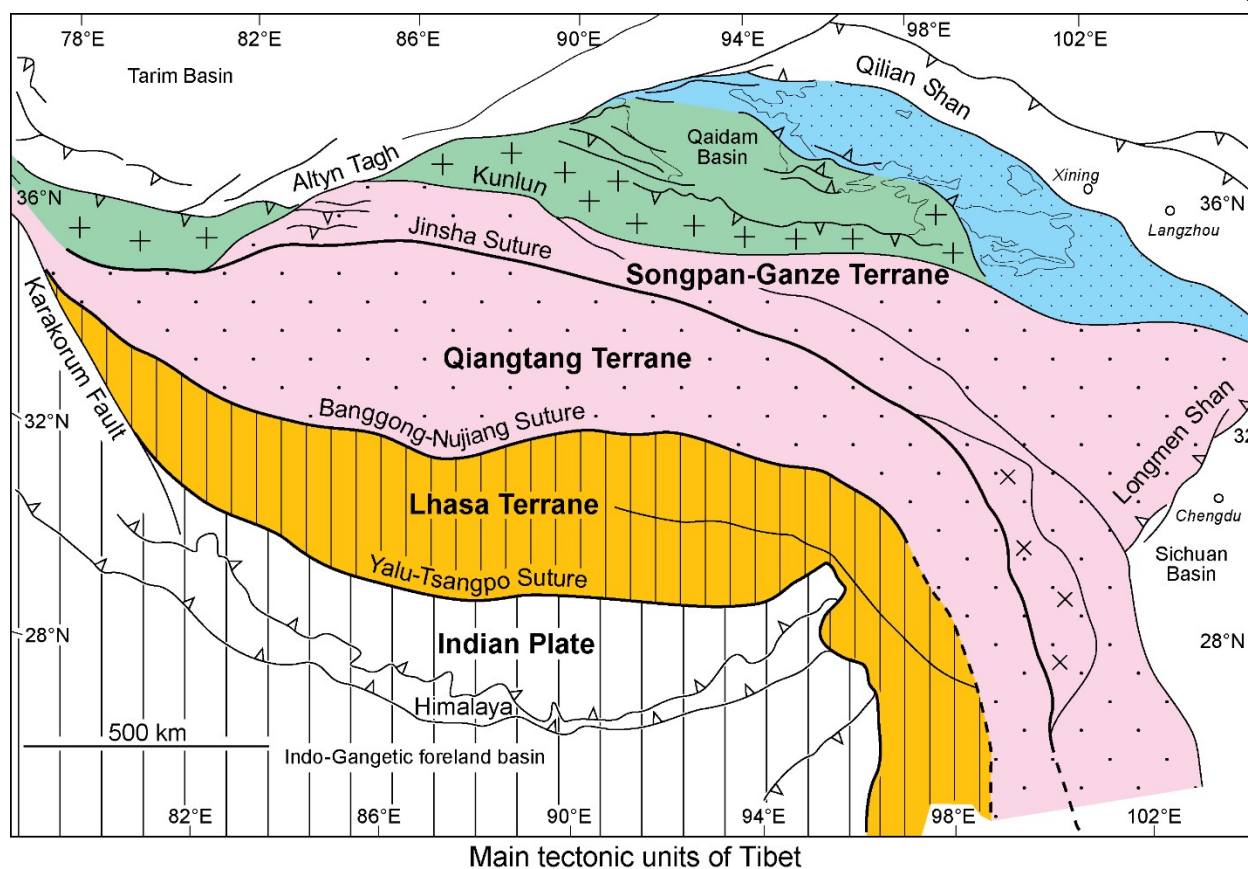 78°E
82°E
86°E
90°E
94°E
98°E
102°E
Tarim Basin
Qilian Shan
Qaidam
Basin
Altyn Tagh
Kunlun
Xining
36°N
36°N
Langzhou
Jinsha Suture
Songpan-Ganze Terrane
Karakorum Fault
Qiangtang Terrane
32°N
Banggong-Nujiang Suture
32
Longmen Shan
Lhasa Terrane
Chengdu
Sichuan
Basin
Yalu-Tsangpo Suture
28°N
Indian Plate
28°N
Himalaya
500 km
Indo-Gangetic foreland basin
82°E
86°E
90°E
94°E
98°E
102°E
Main tectonic units of Tibet